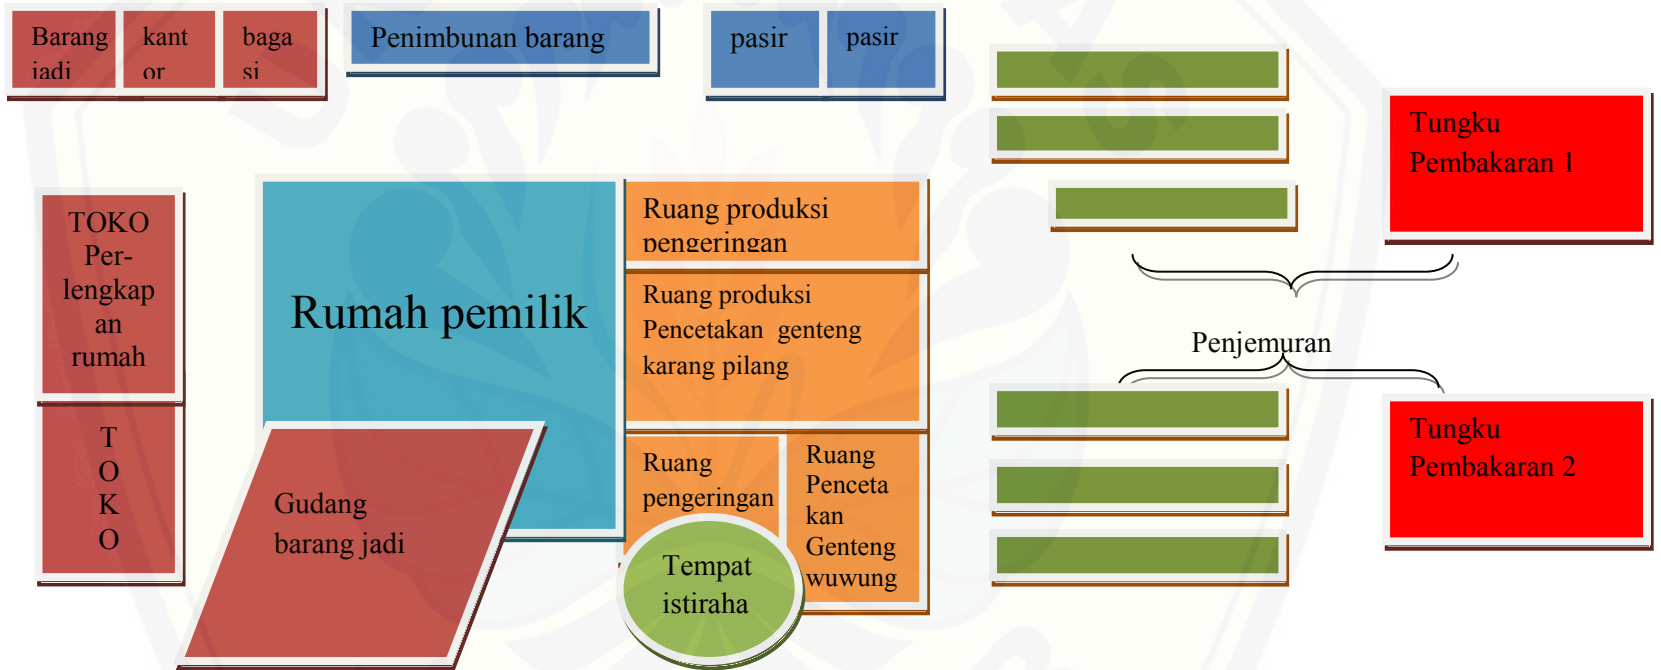 Barang
jadi
kant
or
baga
si
Penimbunan barang
pasir
pasir
Tungku
Pembakaran 1
TOKO
Per-
lengkap
an
rumah
Rumah pemilik
Ruang produksi
pengeringan
Ruang produksi
Pencetakan genteng
karang pilang
Penjemuran
T
O
K
O
Gudang
barang jadi
Ruang
pengeringan
Ruang
Penceta
kan
Genteng
wuwung
Tempat
istiraha
Tungku
Pembakaran 2